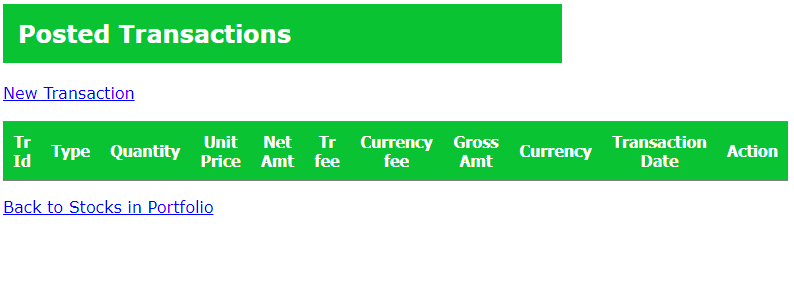 Posted Transactions
New Transaction
Tr Id Type Quantity Unit Price Net Amt Tr fee Currency fee Gross Amt Currency Transaction Date Action
Back to Stocks in Portfolio